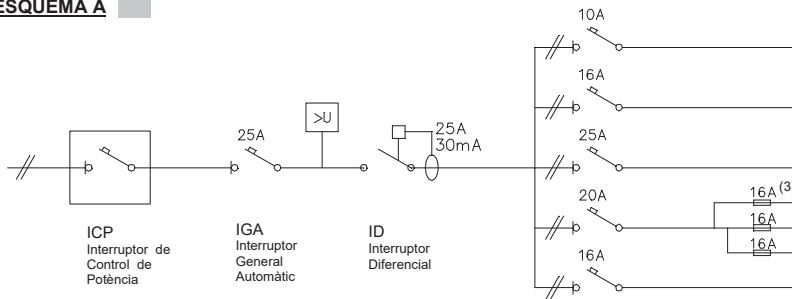 ESQUEMA A
10A
16A
>U
25A
25A
30mA
25A
20A
16A (3
16A
16A
16A
ICP
Interruptor de
Control de
Potència
IGA
Interruptor
General
Automàtic
ID
Interruptor
Diferencial